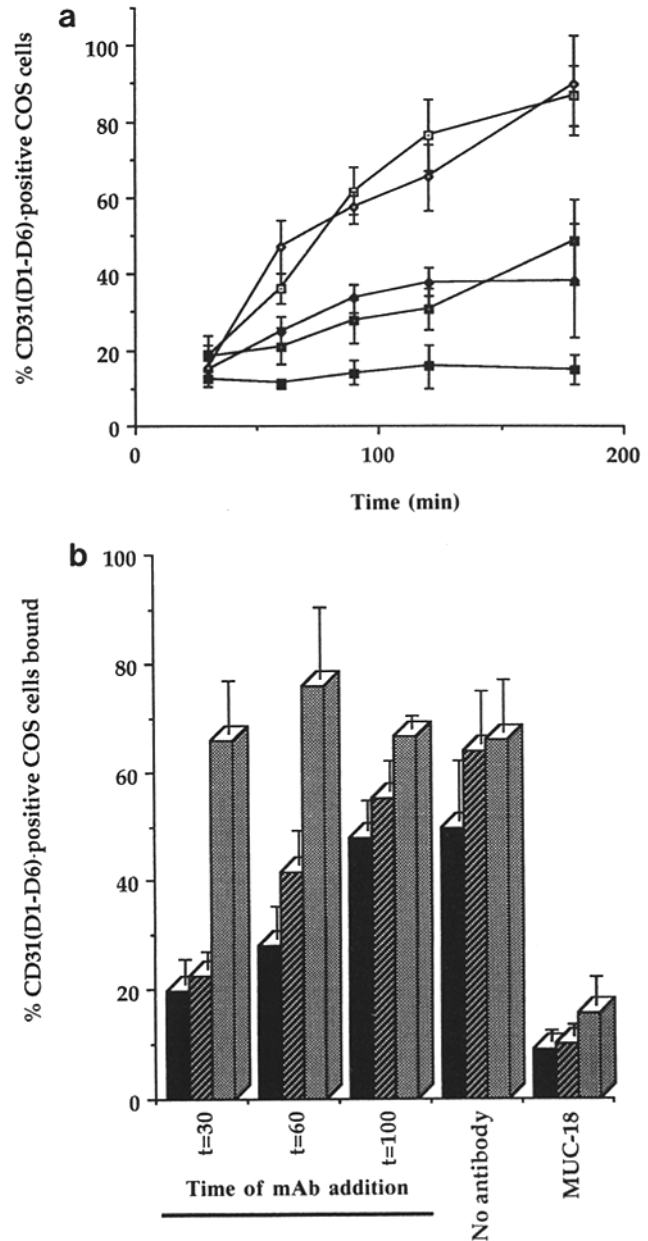 a
% CD31(D1-D6)-positive COS cells
100
80
60
40
20
0
0
100
200
Time (min)
b
% CD31(D1-D6)-positive COS cells bound
100
80
60
40
20
0
t=30
t=60
t=100
No antibody
MUC-18
Time of mAb addition